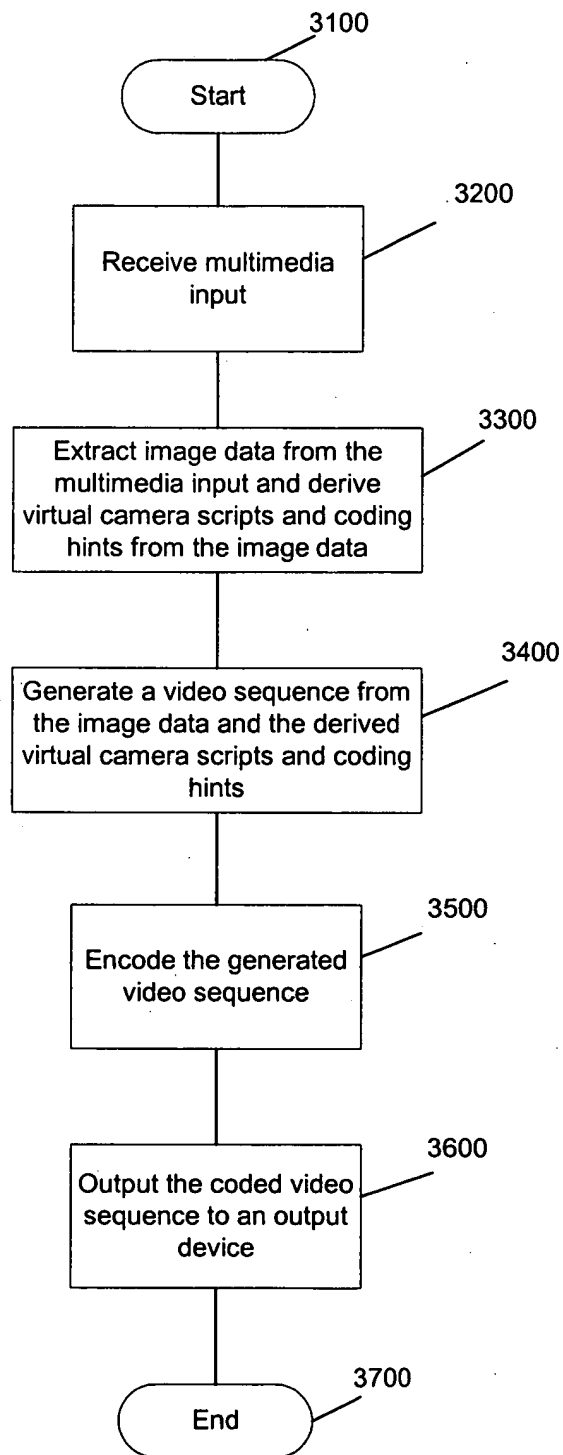 3100
Start
3200
Receive multimedia
input
3300
Extract image data from the
multimedia input and derive
virtual camera scripts and coding
hints from the image data
3400
Generate a video sequence from
the image data and the derived
virtual camera scripts and coding
hints
3500
Encode the generated
video sequence
3600
Output the coded video
sequence to an output
device
3700
End